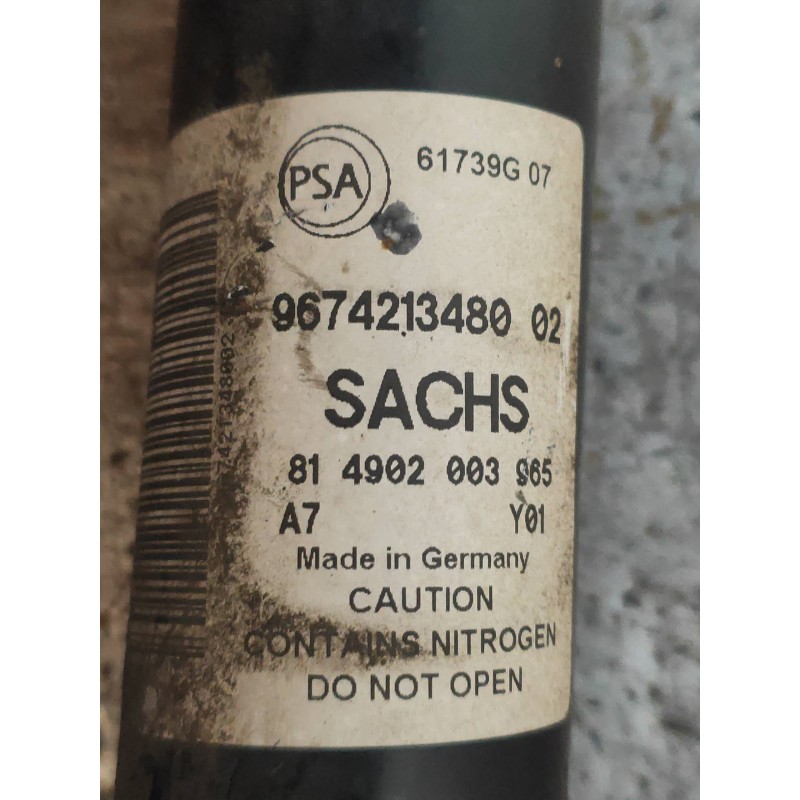 PSA
61739G 07
9674213480 02
SACHS
81 4902 003 965
A7 Y01
Made in Germany
CAUTION
CONTAINS NITROGEN
DO NOT OPEN